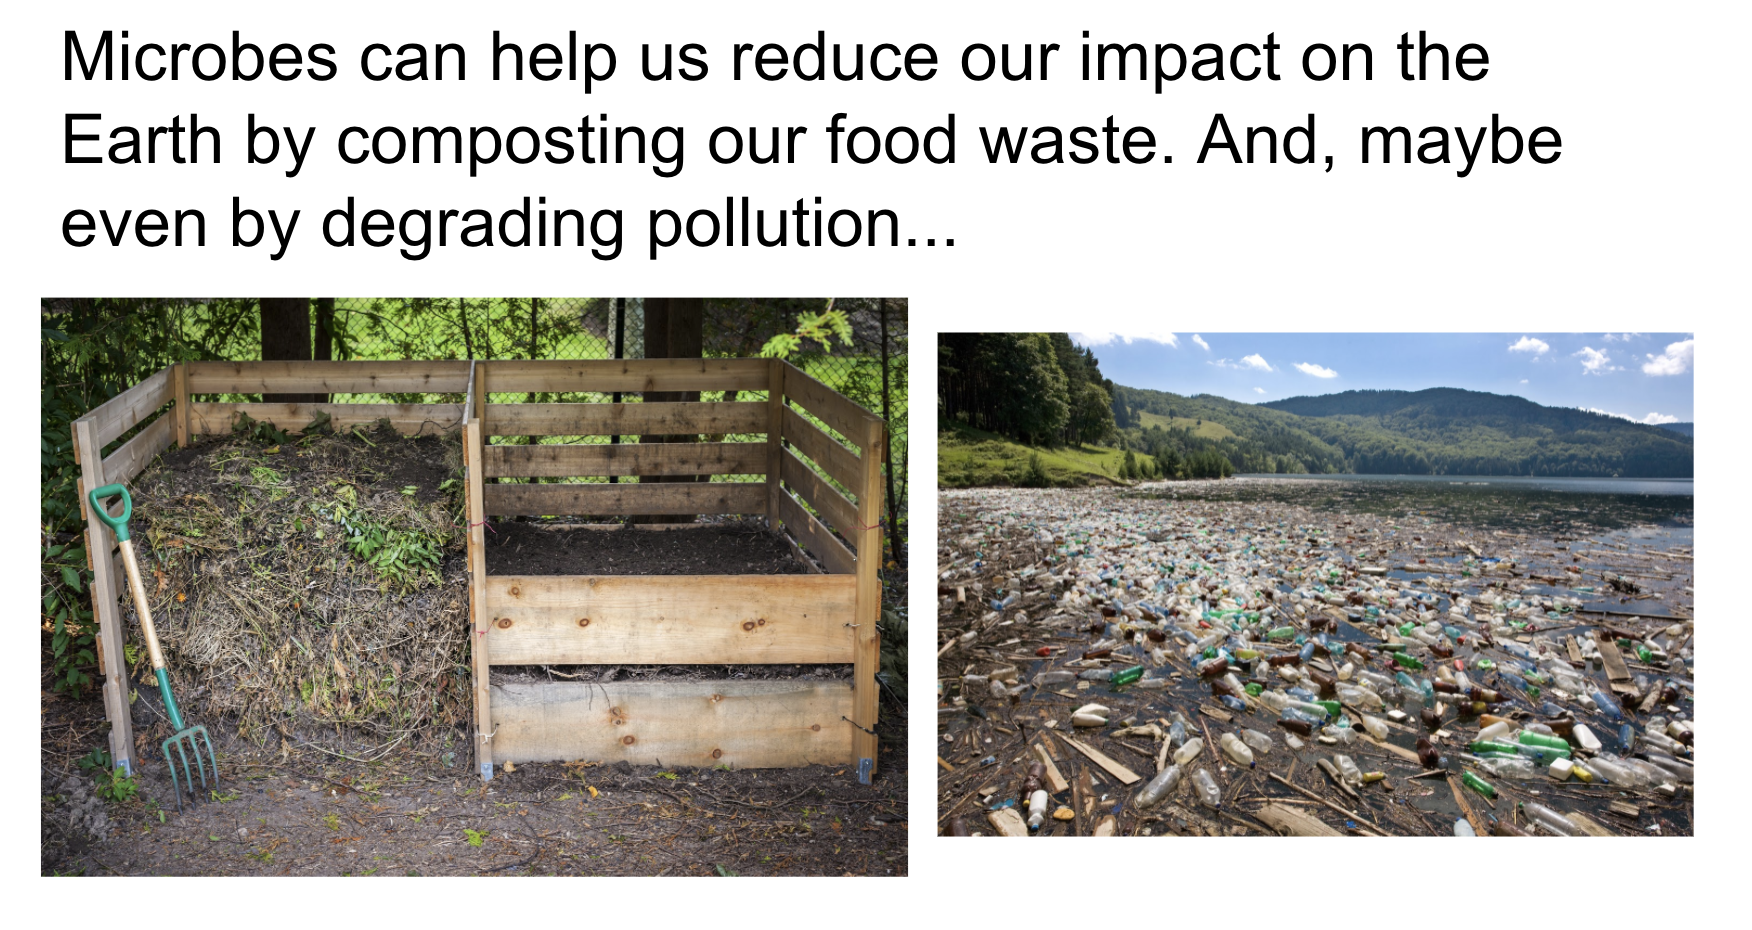 Microbes can help us reduce our impact on the
Earth by composting our food waste. And, maybe
even by degrading pollution...